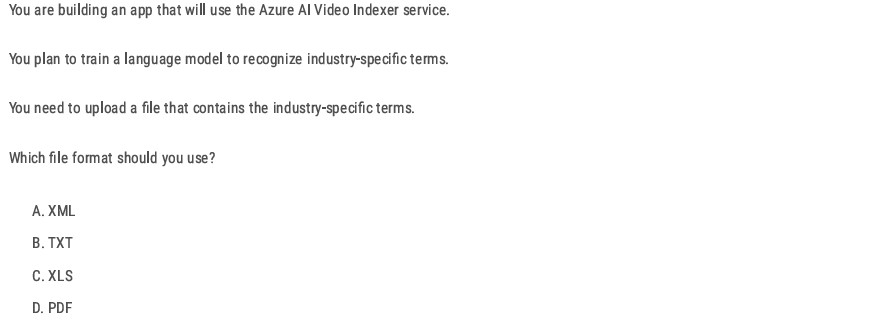 You are building an app that will use the Azure AI Video Indexer service.
You plan to train a language model to recognize industry-specific terms.
You need to upload a file that contains the industry-specific terms.
Which file format should you use?
A. XML
B. TXT
C. XLS
D. PDF